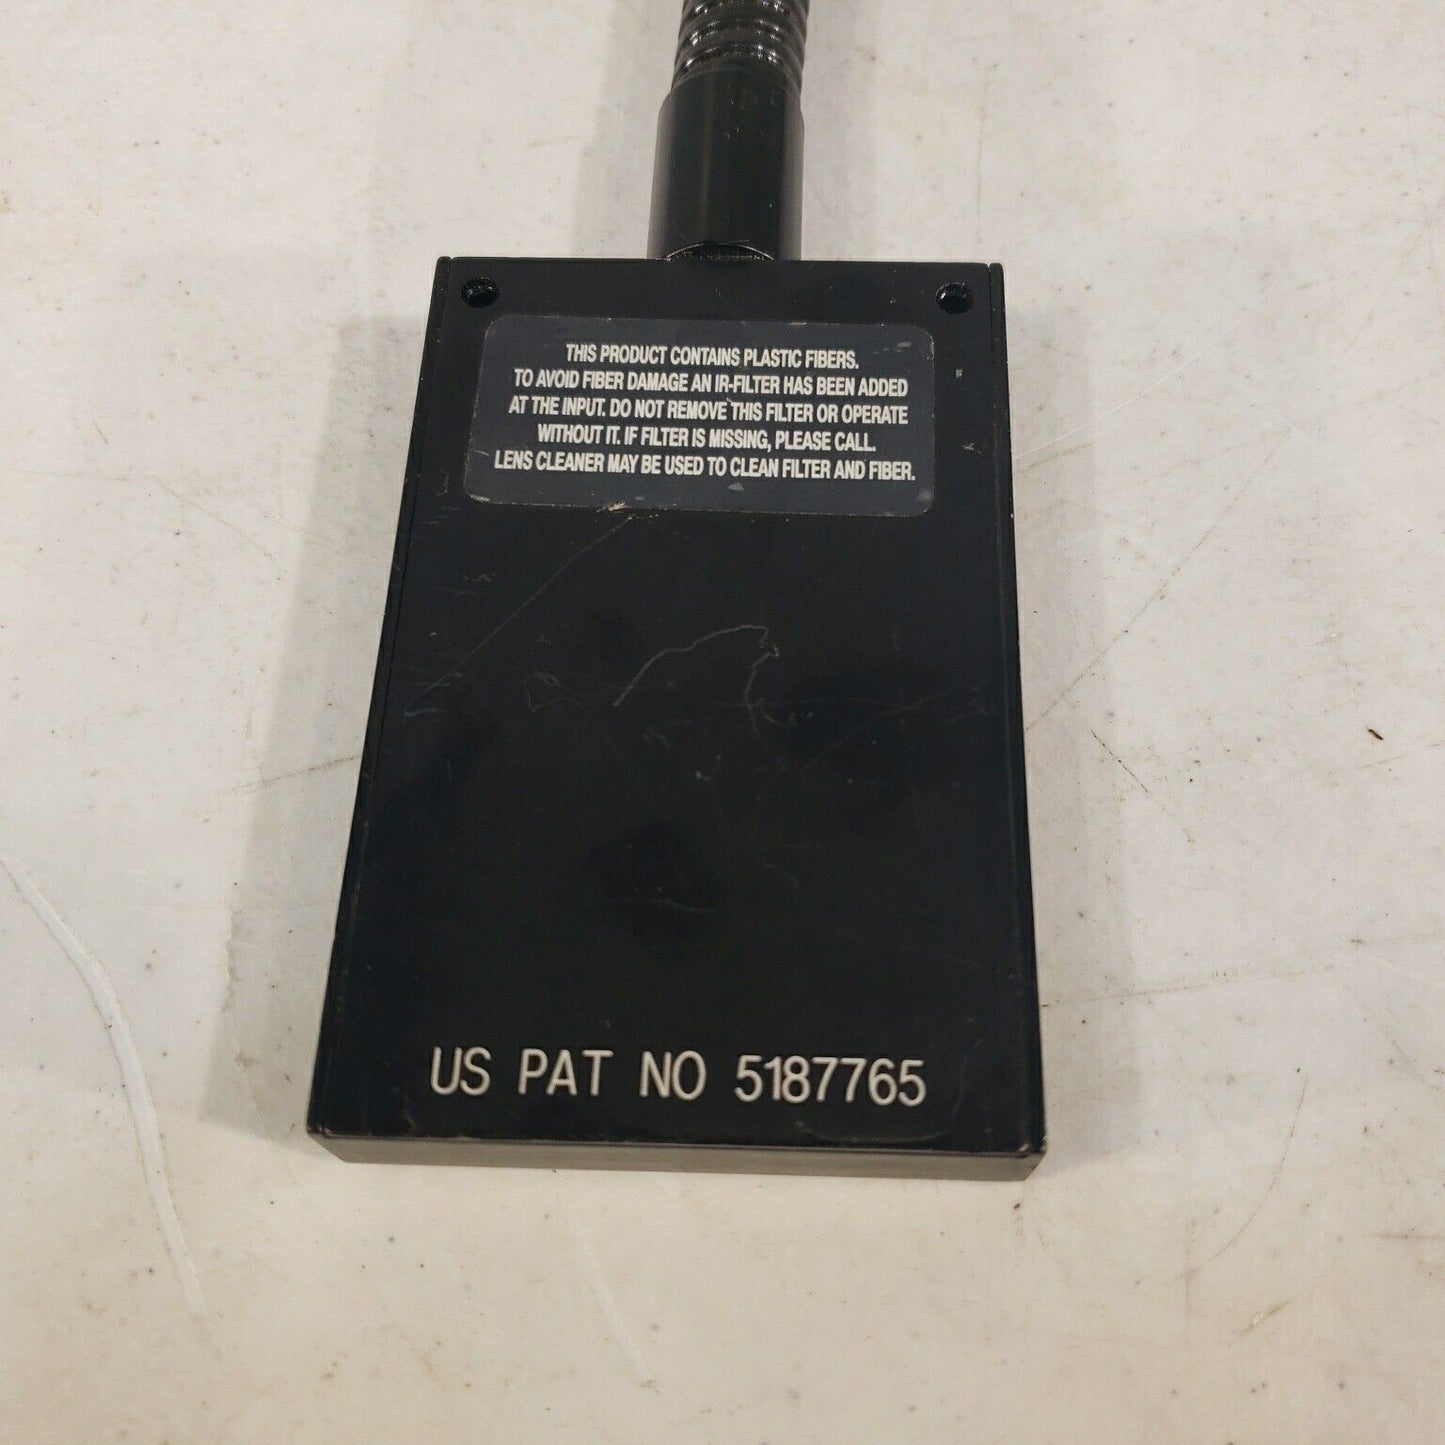 THIS PRODUCT CONTAINS PLASTIC FIBERS.
TO AVOID FIBER DAMAGE AN IR-FILTER HAS BEEN ADDED
AT THE INPUT. DO NOT REMOVE THIS FILTER OR OPERATE
WITHOUT IT. IF FILTER IS MISSING, PLEASE CALL.
LENS CLEANER MAY BE USED TO CLEAN FILTER AND FIBER.
US PAT NO 5187765